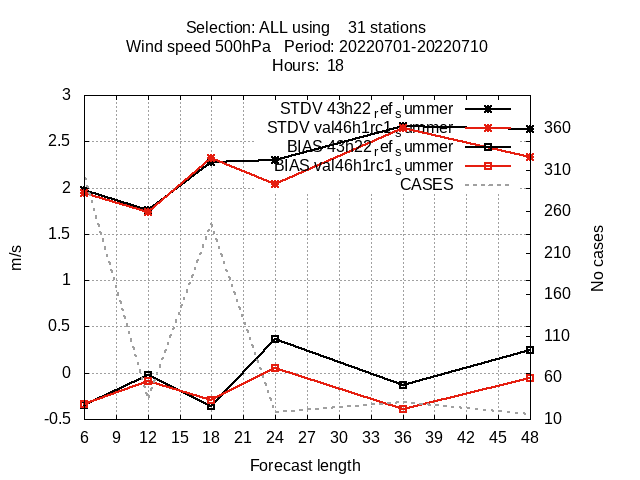 Selection: ALL using 31 stations
Wind speed 500hPa Period: 20220701-20220710
Hours: 18
STDV 43h22ref_summer
STDV val46h1rc1_summer
BIAS 43h22ref_summer
BIAS val46h1rc1_summer
CASES
3
2.5
2
1.5
1
0.5
0
-0.5
m/s
360
310
260
210
160
110
60
10
No cases
6 9 12 15 18 21 24 27 30 33 36 39 42 45 48
Forecast length